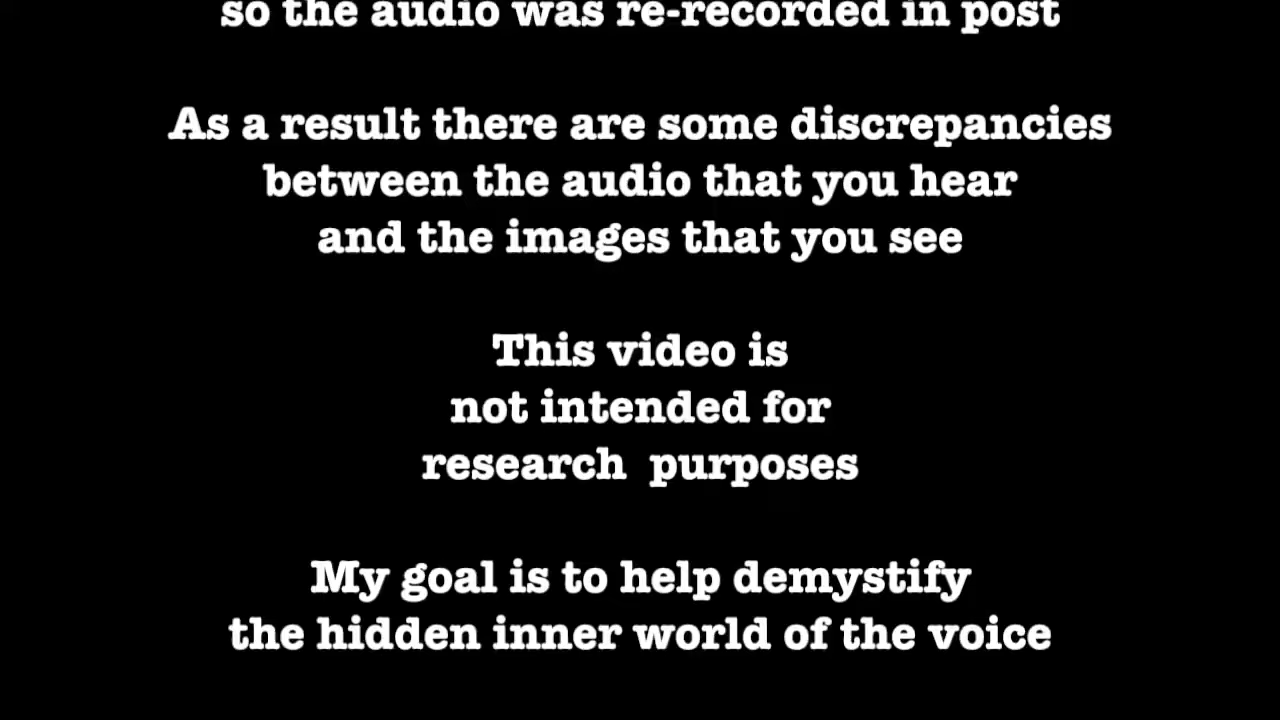 so the audio was re-recorded in post
As a result there are some discrepancies
between the audio that you hear
and the images that you see
This video is
not intended for
research  purposes
My goal is to help demystify
the hidden inner world of the voice